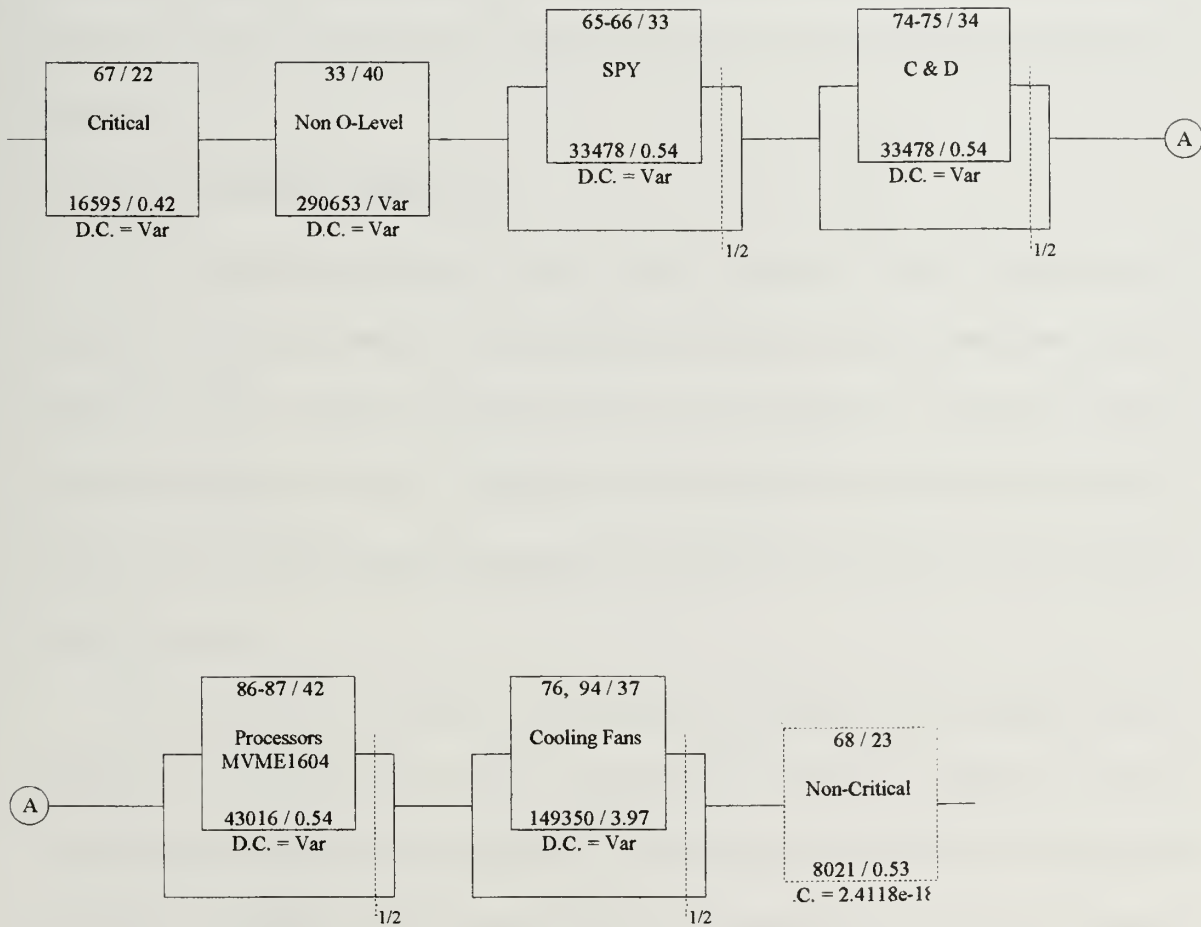 67 / 22
Critical
16595 / 0.42
D.C. = Var
33 / 40
Non O-Level
290653 / Var
D.C. = Var
65-66 / 33
SPY
33478 / 0.54
D.C. = Var
1/2
74-75 / 34
C & D
33478 / 0.54
D.C. = Var
1/2
A
A
86-87 / 42
Processors
MVME1604
43016 / 0.54
D.C. = Var
1/2
76, 94 / 37
Cooling Fans
149350 / 3.97
D.C. = Var
1/2
68 / 23
Non-Critical
8021 / 0.53
.C. = 2.4118e-18